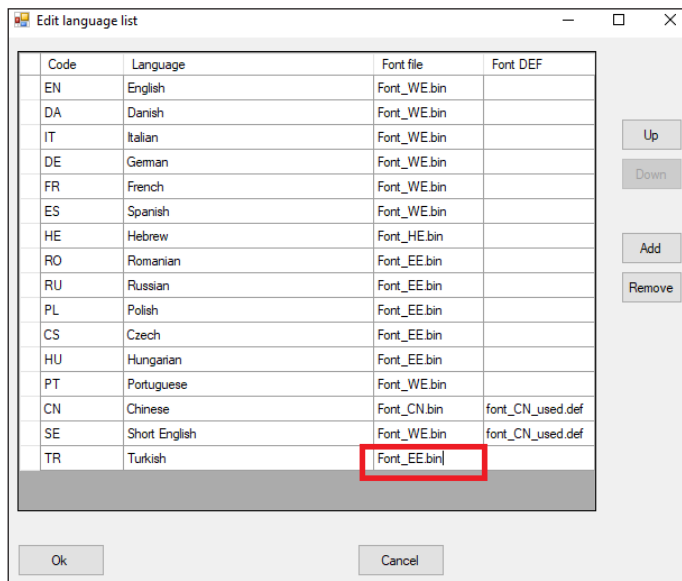 Edit language list
Code Language Font file Font DEF
EN English Font_WE.bin
DA Danish Font_WE.bin
IT Italian Font_WE.bin
DE German Font_WE.bin
FR French Font_WE.bin
ES Spanish Font_WE.bin
HE Hebrew Font_HE.bin
RO Romanian Font_EE.bin
RU Russian Font_EE.bin
PL Polish Font_EE.bin
CS Czech Font_EE.bin
HU Hungarian Font_EE.bin
PT Portuguese Font_WE.bin
CN Chinese Font_CN.bin font_CN_used.def
SE Short English Font_WE.bin font_CN_used.def
TR Turkish Font_EE.bin
Up
Down
Add
Remove
Ok Cancel